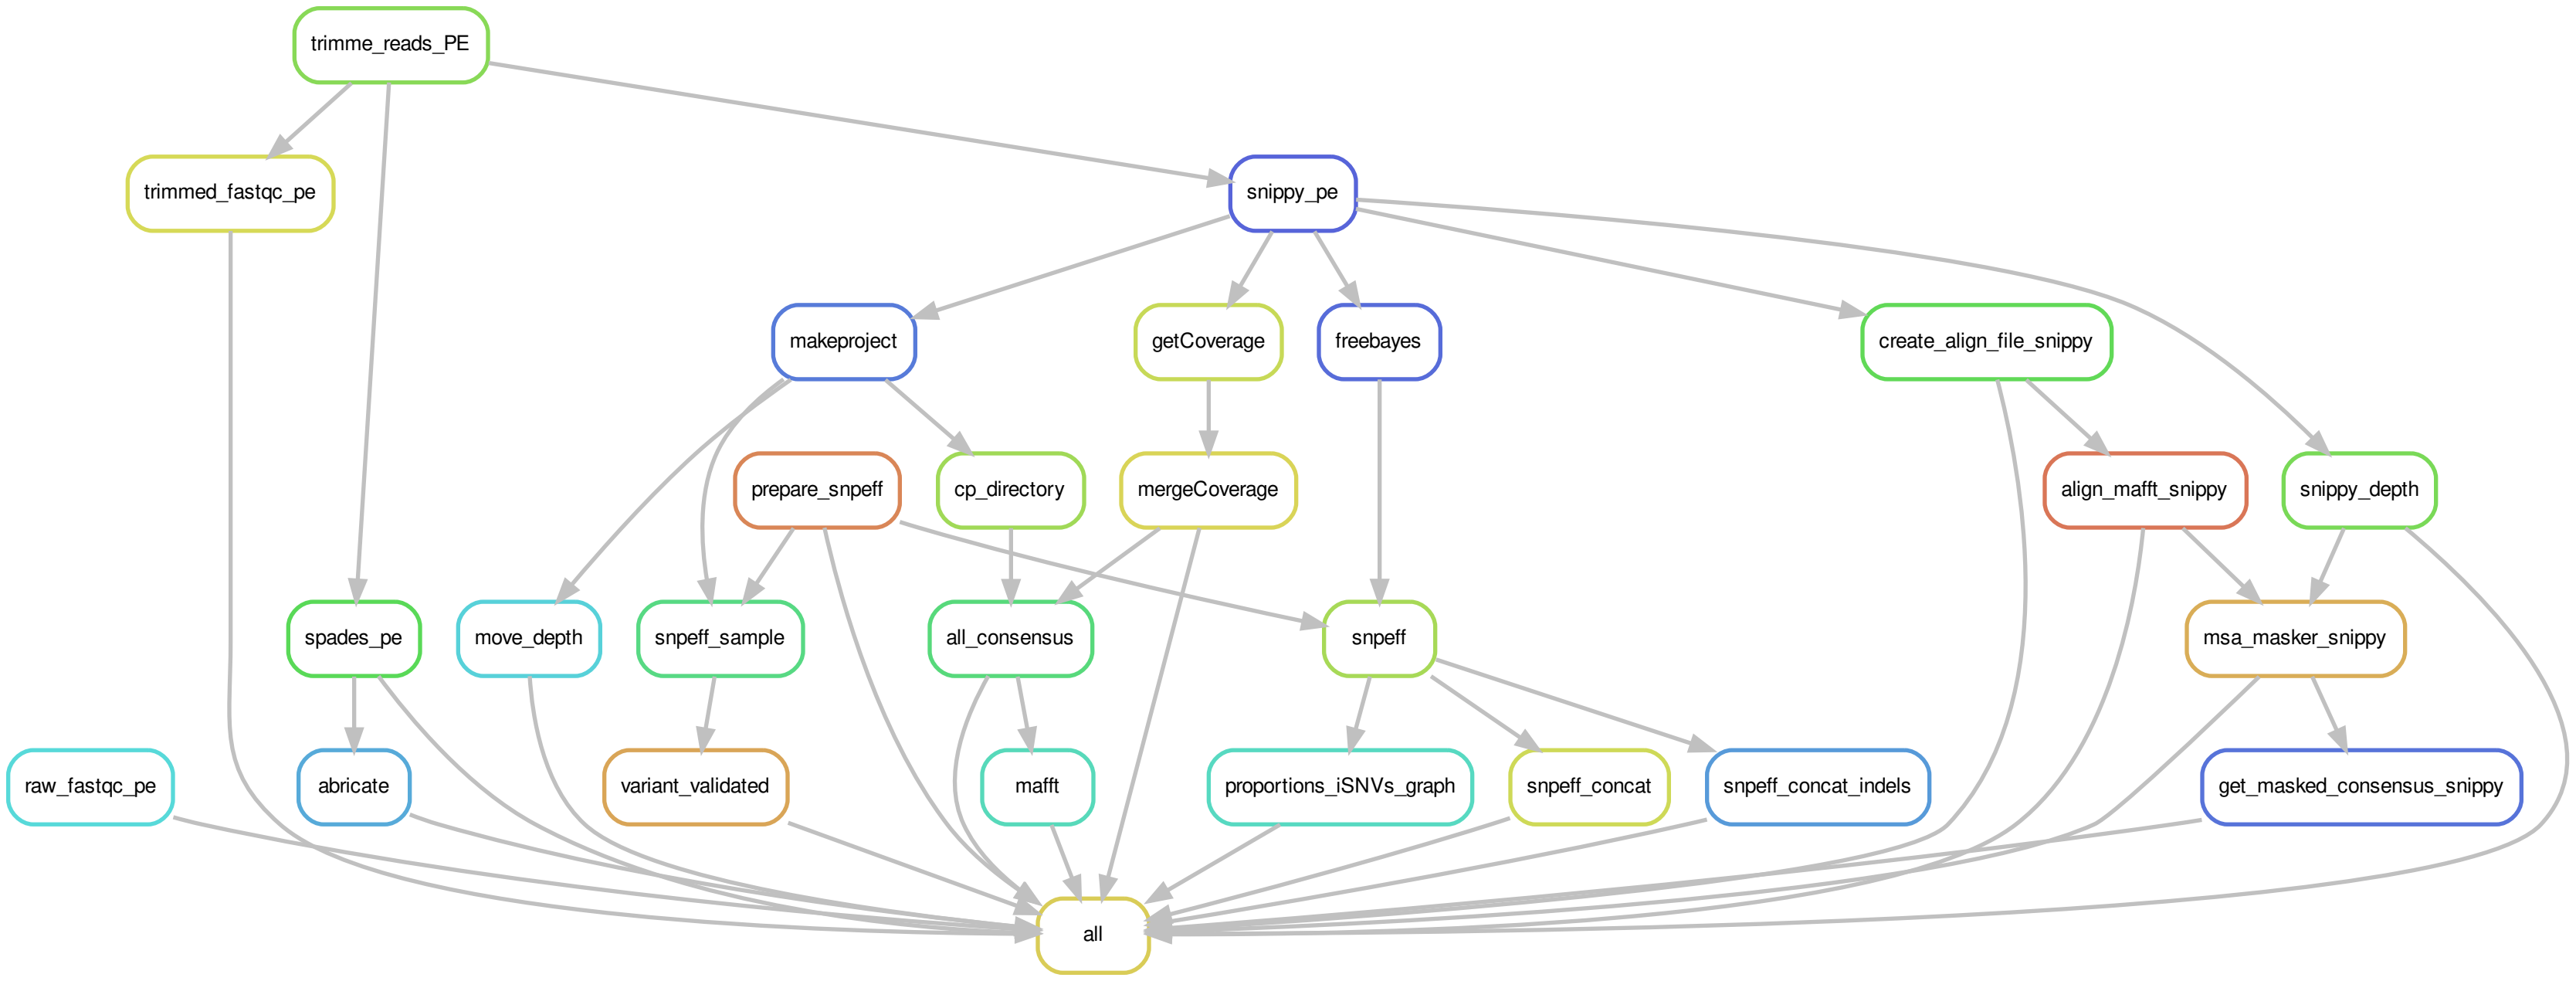 trimme_reads_PE
trimmed_fastqc_pe
snippy_pe
makeproject
getCoverage
freebayes
create_align_file_snippy
prepare_snpeff
cp_directory
mergeCoverage
align_mafft_snippy
snippy_depth
spades_pe
move_depth
snpeff_sample
all_consensus
snpeff
msa_masker_snippy
raw_fastqc_pe
abricate
variant_validated
mafft
proportions_iSNVs_graph
snpeff_concat
snpeff_concat_indels
get_masked_consensus_snippy
all